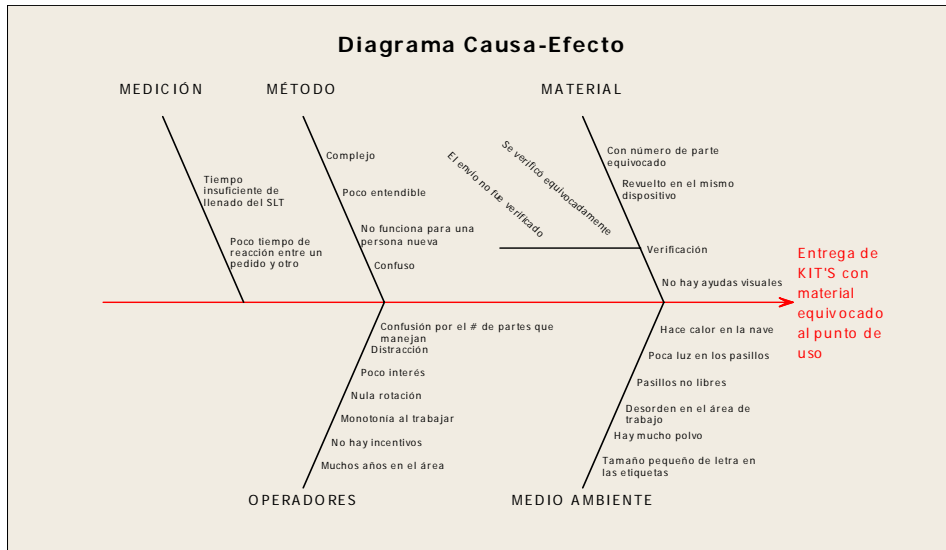 Diagrama Causa-Efecto
MEDICIÓN
MÉTODO
MATERIAL
Tiempo
insuficiente de
llenado del SLT
Poco tiempo de
reacción entre un
pedido y otro
Complejo
Poco entendible
No funciona para una
persona nueva
Confuso
El envío no fue verificado
Se verificó equivocadamente
Con número de parte
equivocado
Revuelto en el mismo
dispositivo
Verificación
No hay ayudas visuales
Entrega de
KIT'S con
material
equivocado
al punto de
uso
Confusión por el # de partes que
manejan
Distracción
Poco interés
Nula rotación
Monotonía al trabajar
No hay incentivos
Muchos años en el área
OPERADORES
Hace calor en la nave
Poca luz en los pasillos
Pasillos no libres
Desorden en el área de
trabajo
Hay mucho polvo
Tamaño pequeño de letra en
las etiquetas
MEDIO AMBIENTE